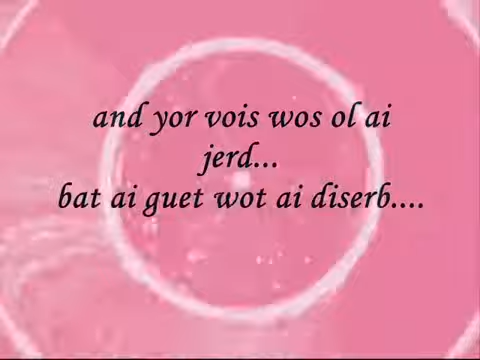 and yor vois wos ol ai
jerd...
bat ai guet wot ai diserb....